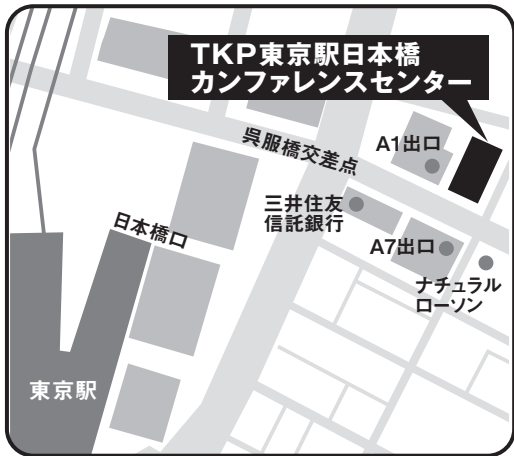 TKP東京駅日本橋
カンファレンスセンター
呉服橋交差点
A1出口
三井住友
信託銀行
日本橋口
A7出口
ナチュラル
ローソン
東京駅